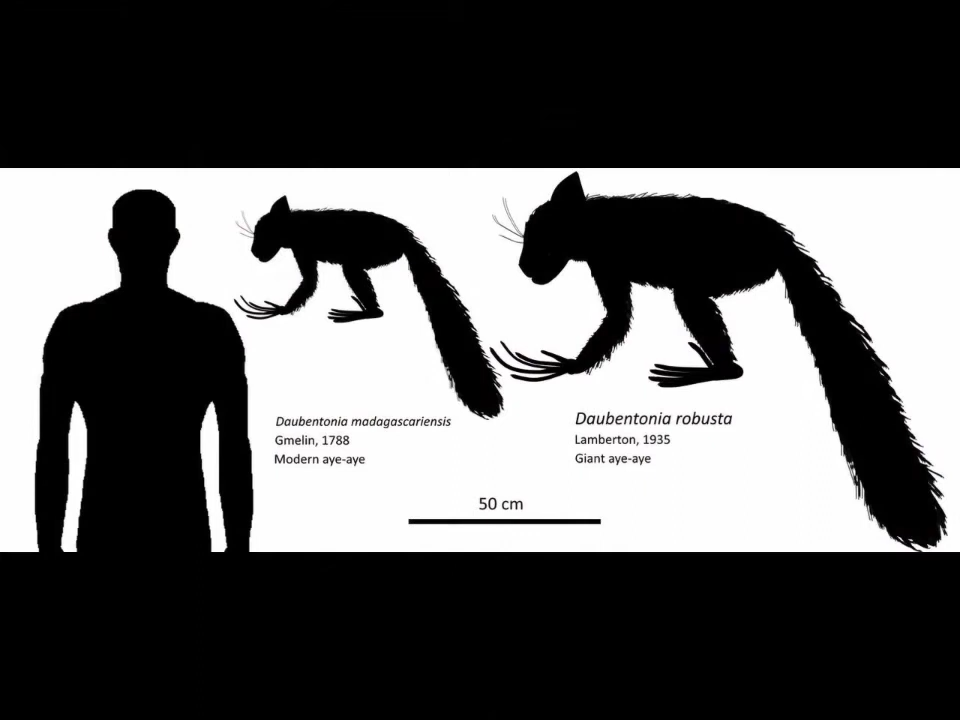 Daubentonia madagascariensis
Gmelin, 1788
Modern aye-aye
Daubentonia robusta
Lamberton, 1935
Giant aye-aye
50 cm